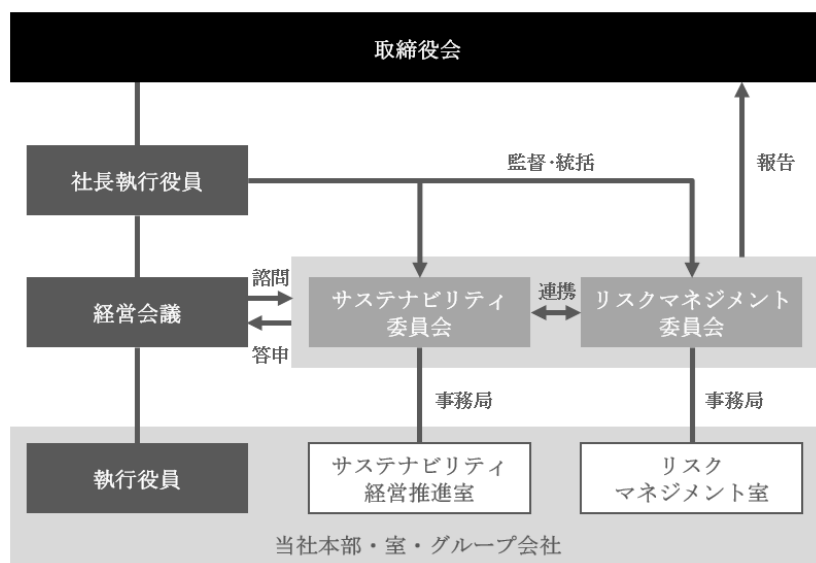 取締役会
社長執行役員
監督・統括
報告
諮問
経営会議
答申
サステナビリティ
委員会
連携
リスクマネジメント
委員会
事務局
事務局
執行役員
サステナビリティ
経営推進室
リスク
マネジメント室
当社本部・室・グループ会社